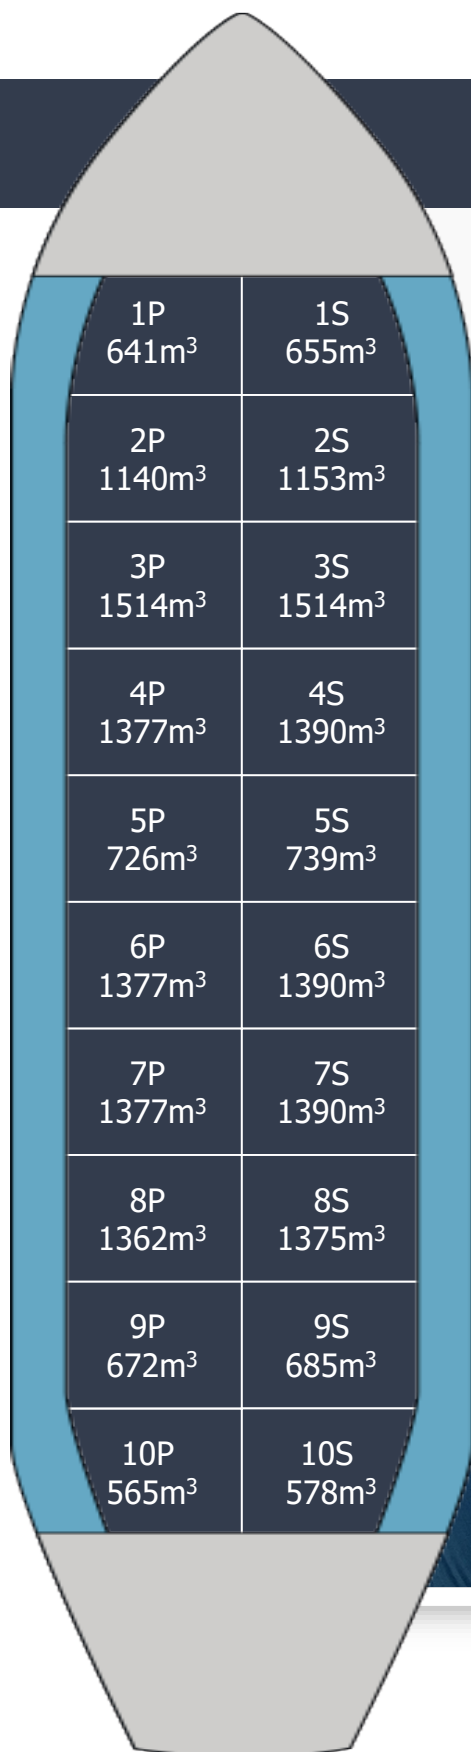 1P
641m³
1S
655m³
2P
1140m³
2S
1153m³
3P
1514m³
3S
1514m³
4P
1377m³
4S
1390m³
5P
726m³
5S
739m³
6P
1377m³
6S
1390m³
7P
1377m³
7S
1390m³
8P
1362m³
8S
1375m³
9P
672m³
9S
685m³
10P
565m³
10S
578m³